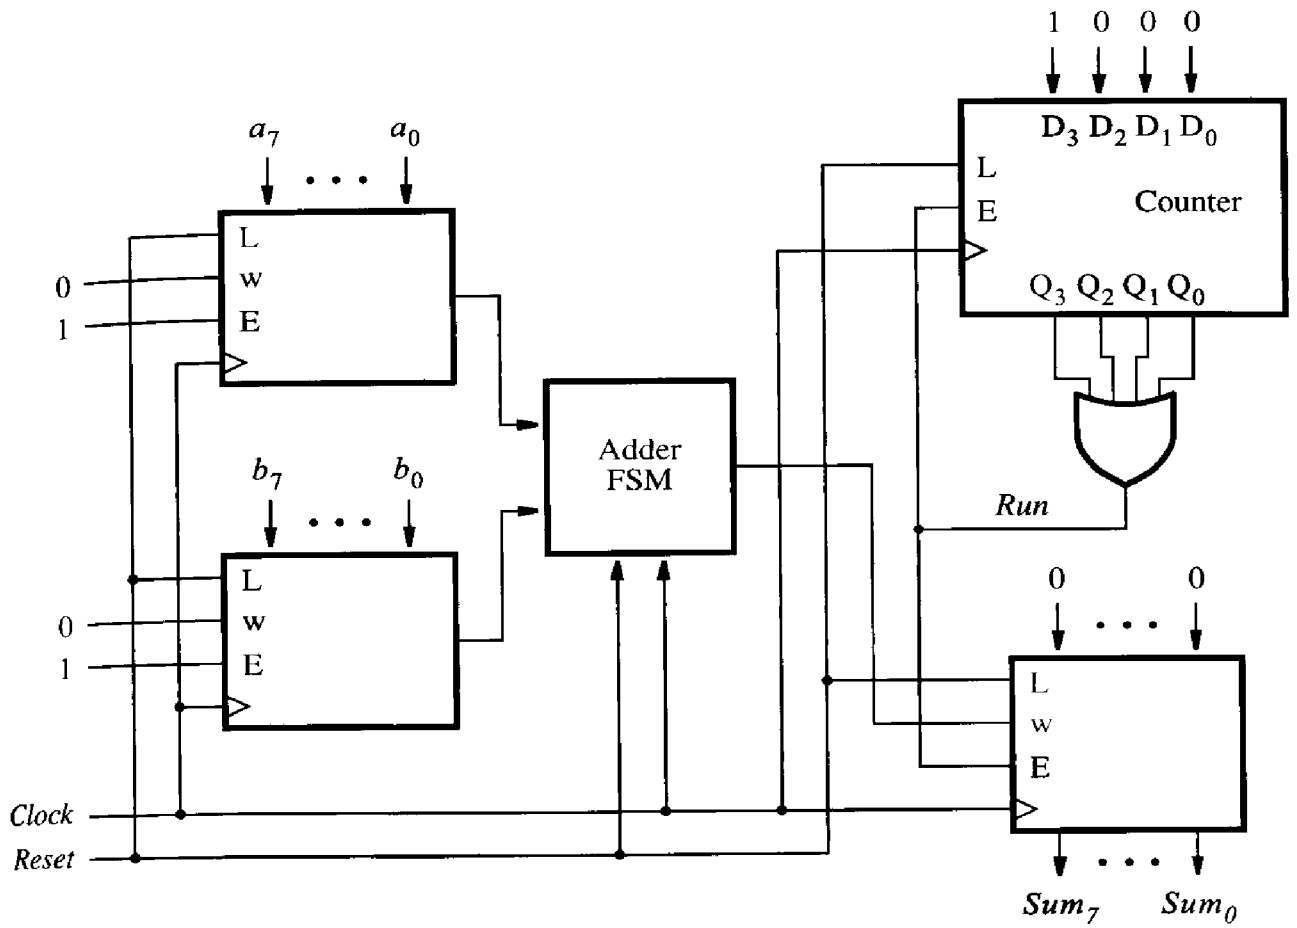 1 0 0 0
D3 D2 D1 D0
L
E
Counter
Q3 Q2 Q1 Q0
a7 • • • a0
L
0 w
1 E
Adder
FSM
b7 • • • b0
L
0 w
1 E
Run
0 • • • 0
L
w
E
Clock
Reset
Sum7 • • • Sum0